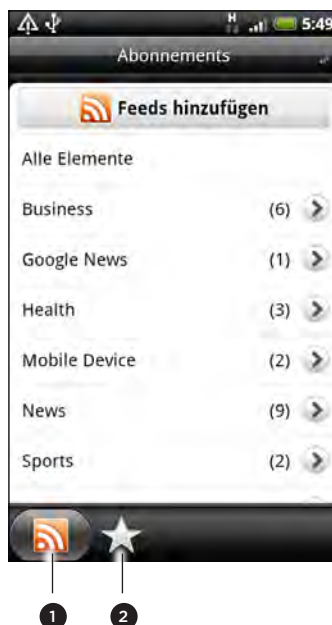 H 5:49
Abonnements
Feeds hinzufügen
Alle Elemente
Business (6)
Google News (1)
Health (3)
Mobile Device (2)
News (9)
Sports (2)
1 2